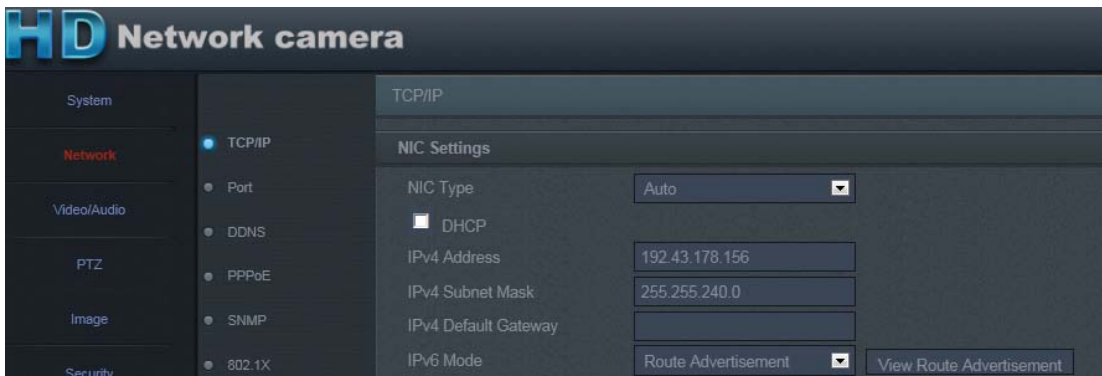 HD Network camera
System
Network
Video/Audio
PTZ
Image
Security
TCP/IP
Port
DDNS
PPPoE
SNMP
802.1X
TCP/IP
NIC Settings
NIC Type Auto
DHCP
IPv4 Address 192.43.178.156
IPv4 Subnet Mask 255.255.240.0
IPv4 Default Gateway
IPv6 Mode Route Advertisement View Route Advertisement